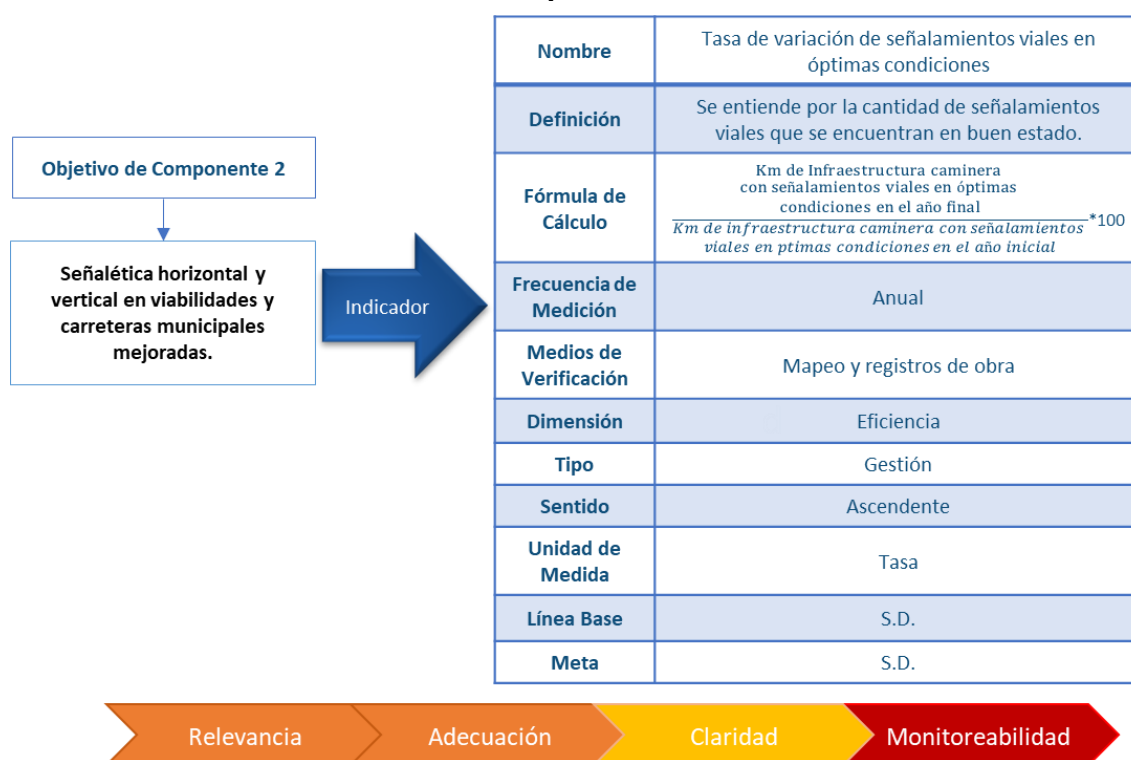 Objetivo de Componente 2
Señalética horizontal y
vertical en viabilidades y
carreteras municipales
mejoradas.
Indicador
Nombre
Tasa de variación de señalamientos viales en
óptimas condiciones
Definición
Se entiende por la cantidad de señalamientos
viales que se encuentran en buen estado.
Fórmula de
Cálculo
Km de Infraestructura caminera
con señalamientos viales en óptimas
condiciones en el año final
Km de infraestructura caminera con señalamientos
viales en ptimas condiciones en el año inicial
*100
Frecuencia de
Medición
Anual
Medios de
Verificación
Mapeo y registros de obra
Dimensión
Eficiencia
Tipo
Gestión
Sentido
Ascendente
Unidad de
Medida
Tasa
Línea Base
S.D.
Meta
S.D.
Relevancia
Adecuación
Claridad
Monitoreabilidad